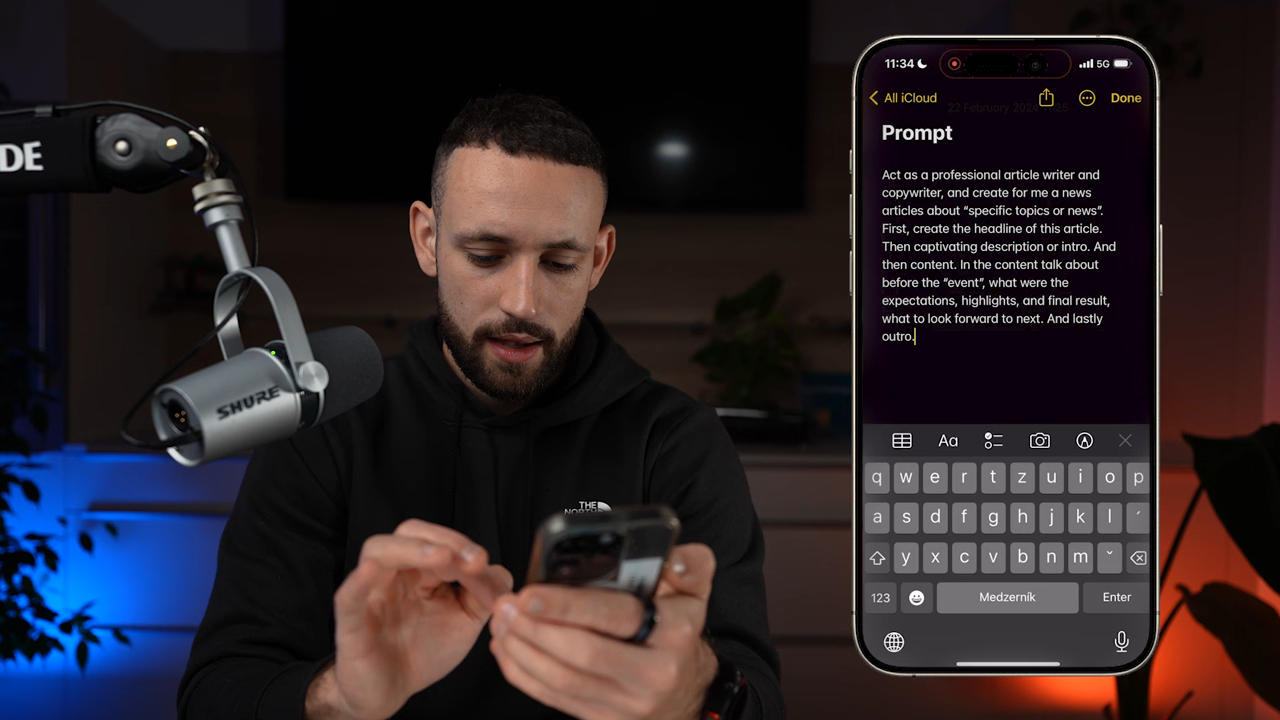 DE
SHURE
THE
NORTH
11:34
5G
All iCloud
Done
22 February 2024
Prompt
Act as a professional article writer and
copywriter, and create for me a news
articles about “specific topics or news”.
First, create the headline of this article.
Then captivating description or intro. And
then content. In the content talk about
before the “event”, what were the
expectations, highlights, and final result,
what to look forward to next. And lastly
outro.
Aa
q w e r t z u i o p
a s d f g h j k l ´
y x c v b n m ˇ
123
Medzerník
Enter